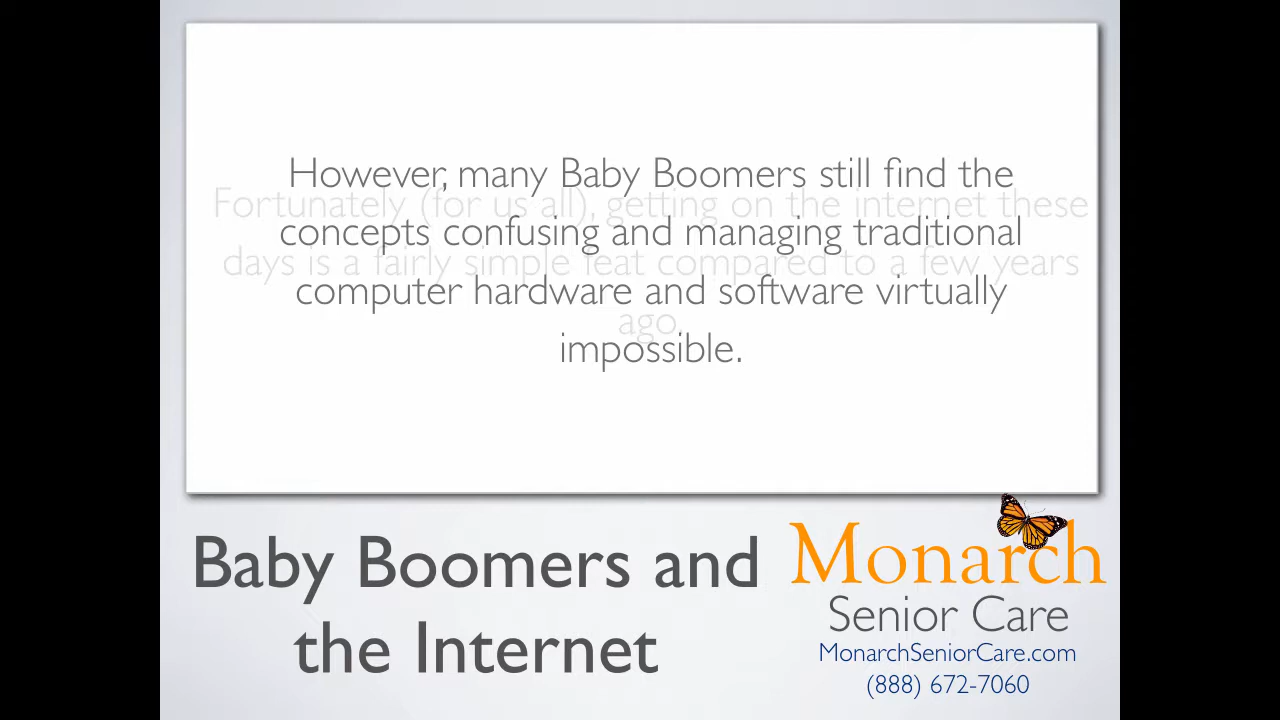 However, many Baby Boomers still find the
concepts confusing and managing traditional
computer hardware and software virtually
impossible.
Fortunately (for us all), getting on the internet these
days is a fairly simple feat compared to a few years
ago.
Baby Boomers and
the Internet
Monarch
Senior Care
MonarchSeniorCare.com
(888) 672-7060